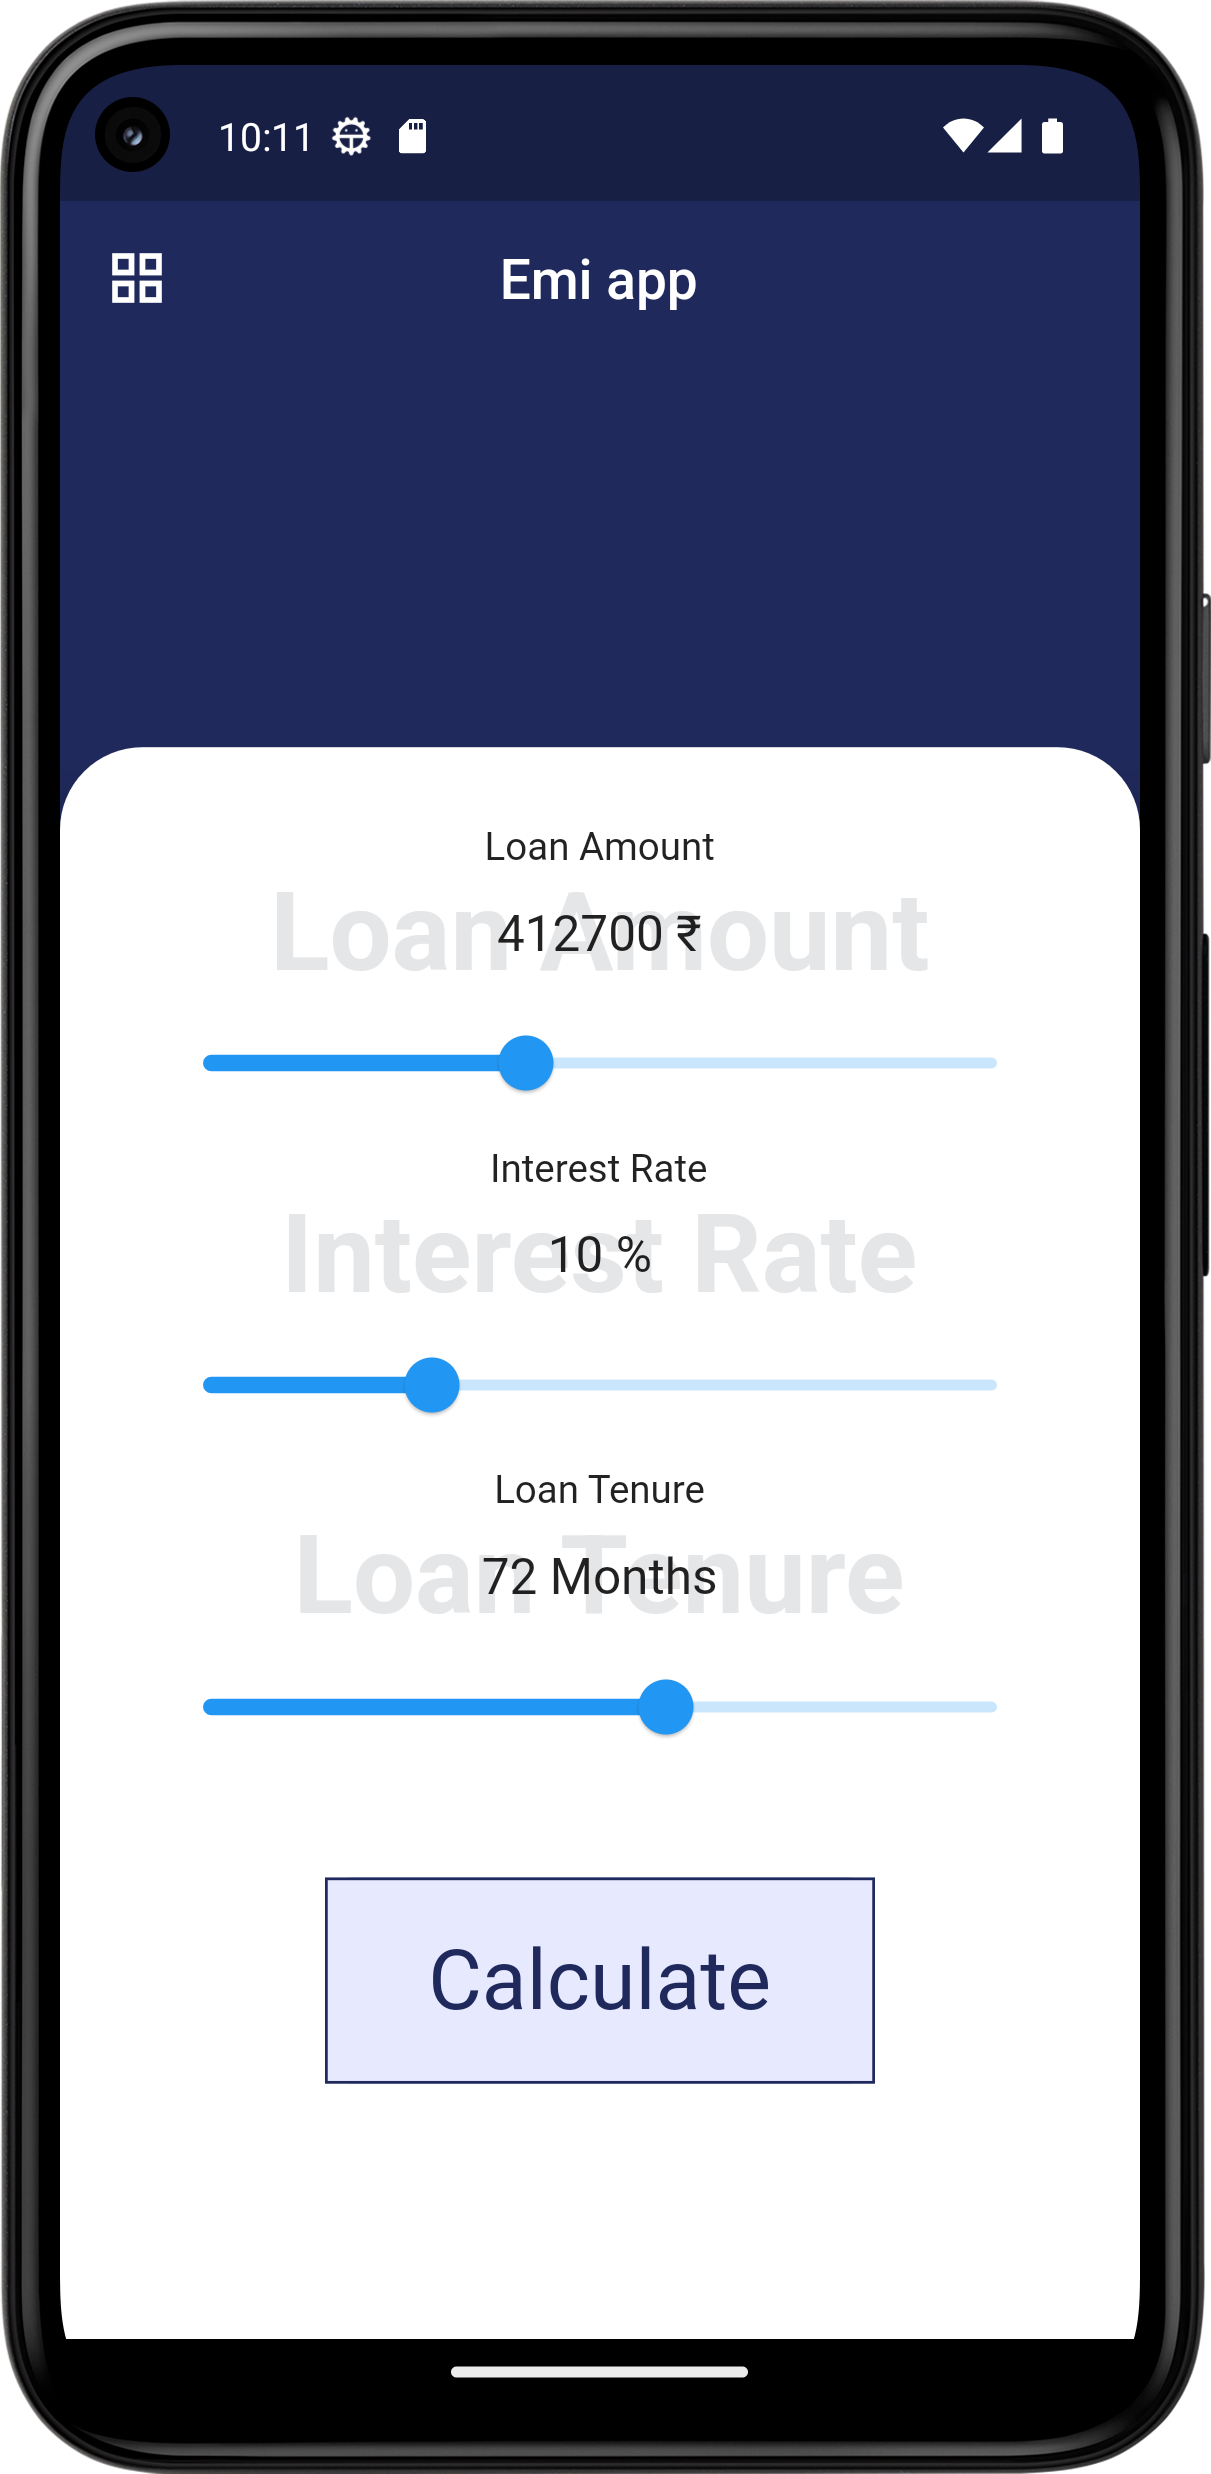 10:11
Emi app
Loan Amount
Loan Amount
412700 ₹
Interest Rate
Interest Rate
10 %
Loan Tenure
Loan Tenure
72 Months
Calculate